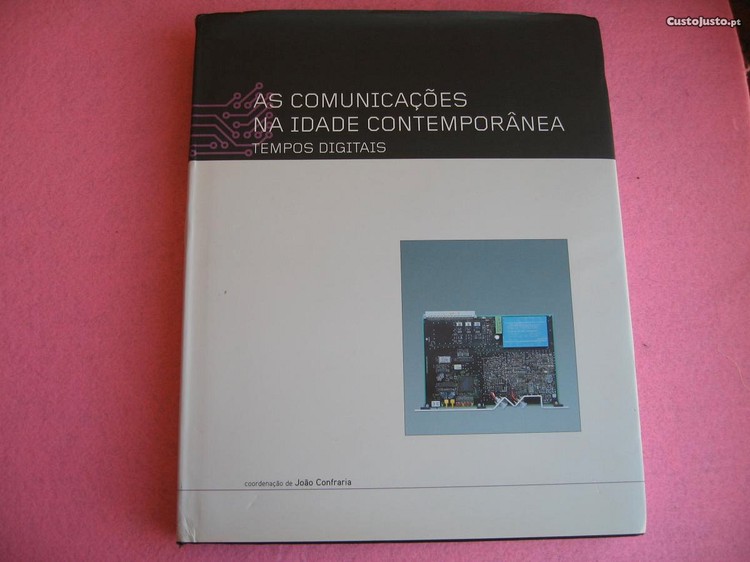 CustoJusto.pt
AS COMUNICAÇÕES
NA IDADE CONTEMPORÂNEA
TEMPOS DIGITAIS
coordenação de João Confraria